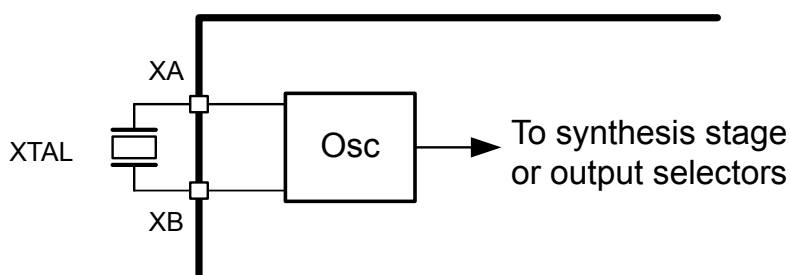 XA
XTAL
Osc
To synthesis stage
or output selectors
XB